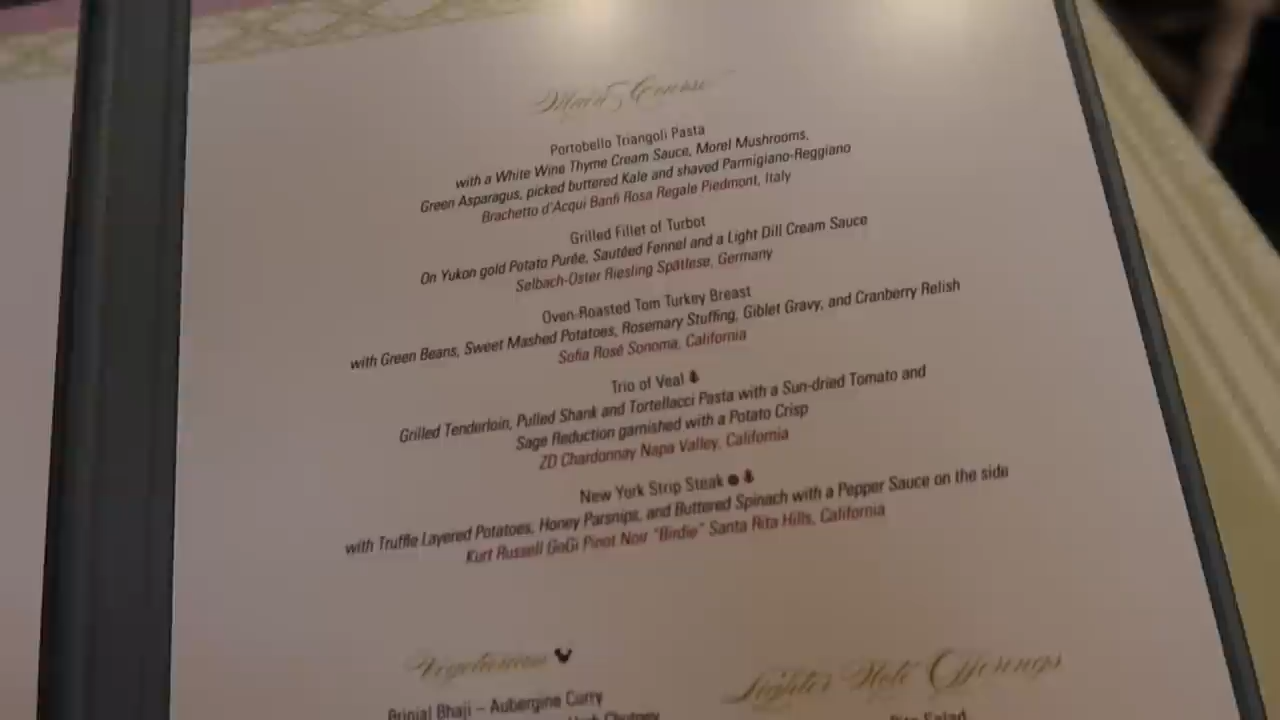 Main Course
Portobello Triangoli Pasta
with a White Wine Thyme Cream Sauce, Morel Mushrooms,
Green Asparagus, picked buttered Kale and shaved Parmigiano-Reggiano
Brachetto d'Acqui Banfi Rosa Regale Piedmont, Italy
Grilled Fillet of Turbot
On Yukon gold Potato Purée, Sautéed Fennel and a Light Dill Cream Sauce
Selbach-Oster Riesling Spätlese, Germany
Oven-Roasted Tom Turkey Breast
with Green Beans, Sweet Mashed Potatoes, Rosemary Stuffing, Giblet Gravy, and Cranberry Relish
Sofia Rosé Sonoma, California
Trio of Veal
Grilled Tenderloin, Pulled Shank and Tortellacci Pasta with a Sun-dried Tomato and
Sage Reduction garnished with a Potato Crisp
ZD Chardonnay Napa Valley, California
New York Strip Steak
with Truffle Layered Potatoes, Honey Parsnips, and Buttered Spinach with a Pepper Sauce on the side
Kurt Russell GoGi Pinot Noir "Birdie" Santa Rita Hills, California
Vegetarian
Brinjal Bhaji – Aubergine Curry
Chutney
Lighter Note Offerings
Salad